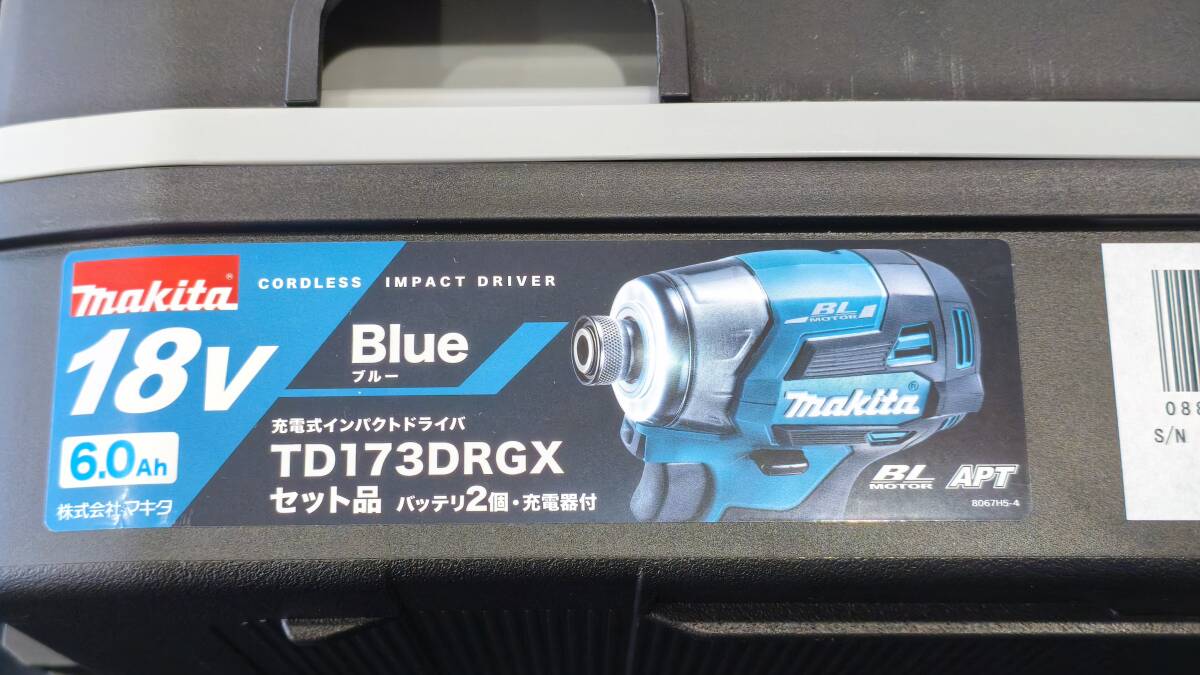 makita®
CORDLESS IMPACT DRIVER
18V
Blue
ブルー
6.0Ah
充電式インパクトドライバ
TD173DRGX
セット品 バッテリ2個・充電器付
株式会社マキタ
BL
MOTOR
makita®
BL
MOTOR
APT
8067H5-4
088
S/N